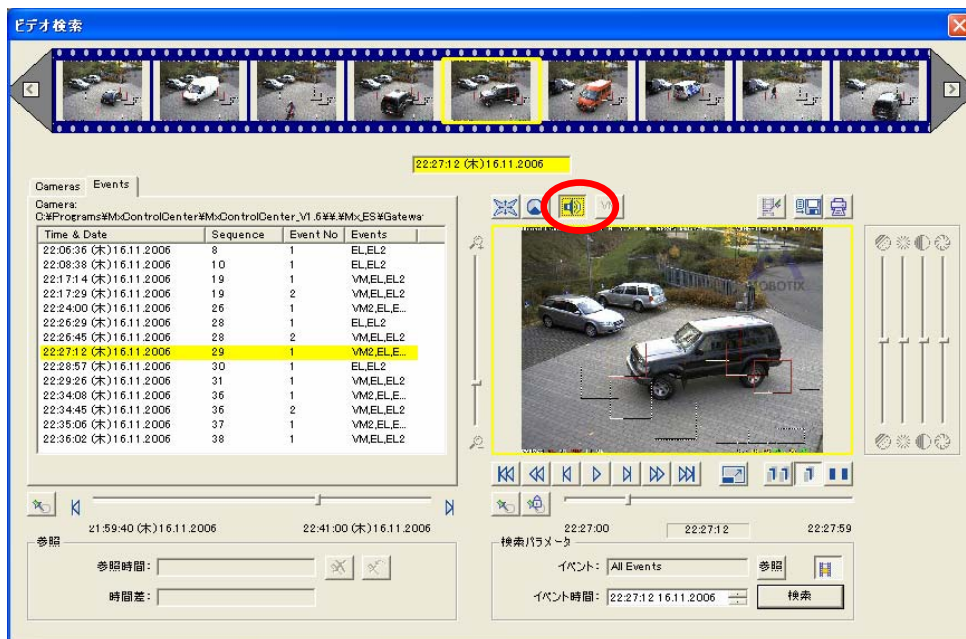 ビデオ検索
22:27:12 (木)16.11.2006
Cameras Events
Camera:
C:¥Programs¥MxControlCenter¥MxControlCenter_V1.6¥¥.¥Mx_ES¥Gatewa
Time & Date Sequence Event No Events
22:06:36 (木)16.11.2006 8 1 EL,EL2
22:08:38 (木)16.11.2006 10 1 EL,EL2
22:17:14 (木)16.11.2006 19 1 VM,EL,EL2
22:17:29 (木)16.11.2006 19 2 VM,EL,EL2
22:24:00 (木)16.11.2006 26 1 VM2,EL,E...
22:26:29 (木)16.11.2006 28 1 EL,EL2
22:26:45 (木)16.11.2006 28 2 VM,EL,EL2
22:27:12 (木)16.11.2006 29 1 VM2,EL,E...
22:28:57 (木)16.11.2006 30 1 EL,EL2
22:29:26 (木)16.11.2006 31 1 VM,EL,EL2
22:34:08 (木)16.11.2006 36 1 VM2,EL,E...
22:34:45 (木)16.11.2006 36 2 VM,EL,EL2
22:35:06 (木)16.11.2006 37 1 VM2,EL,E...
22:36:02 (木)16.11.2006 38 1 VM,EL,EL2
MOBOTIX
21:59:40 (木)16.11.2006 22:41:00 (木)16.11.2006
22:27:00 22:27:12 22:27:59
参照
参照時間:
時間差:
検索パラメータ
イベント: All Events 参照
イベント時間: 22:27:12 16.11.2006 検索